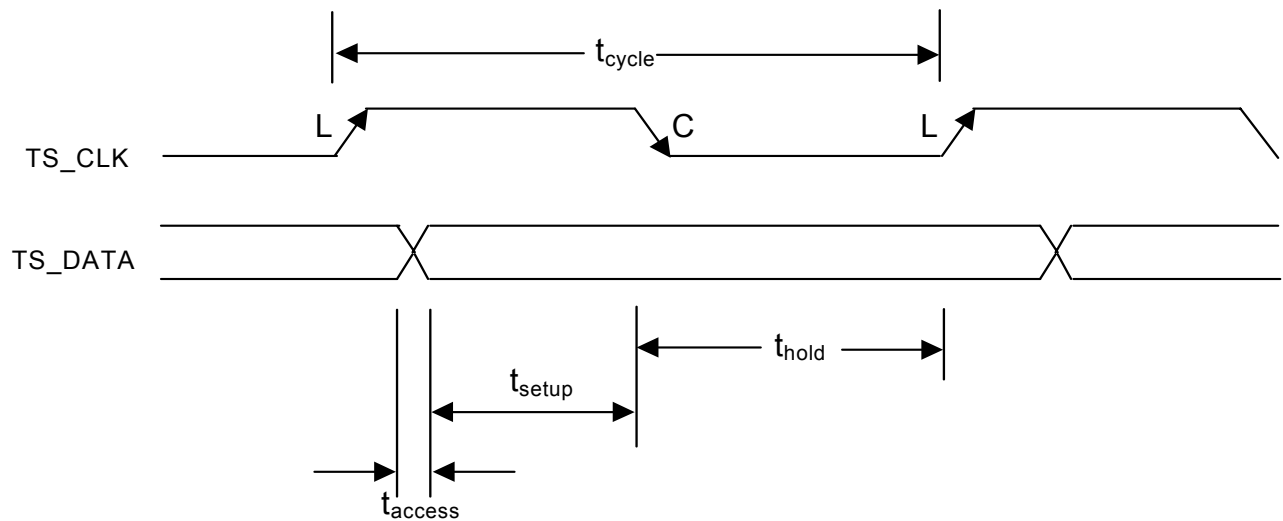 tcycle
L C L
TS_CLK
TS_DATA
thold
tsetup
taccess